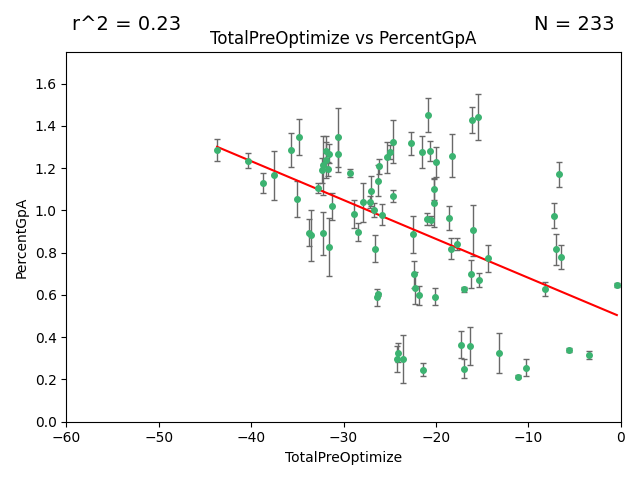 r^2 = 0.23
N = 233
TotalPreOptimize vs PercentGpA
PercentGpA
1.6
1.4
1.2
1.0
0.8
0.6
0.4
0.2
0.0
−60 −50 −40 −30 −20 −10 0
TotalPreOptimize